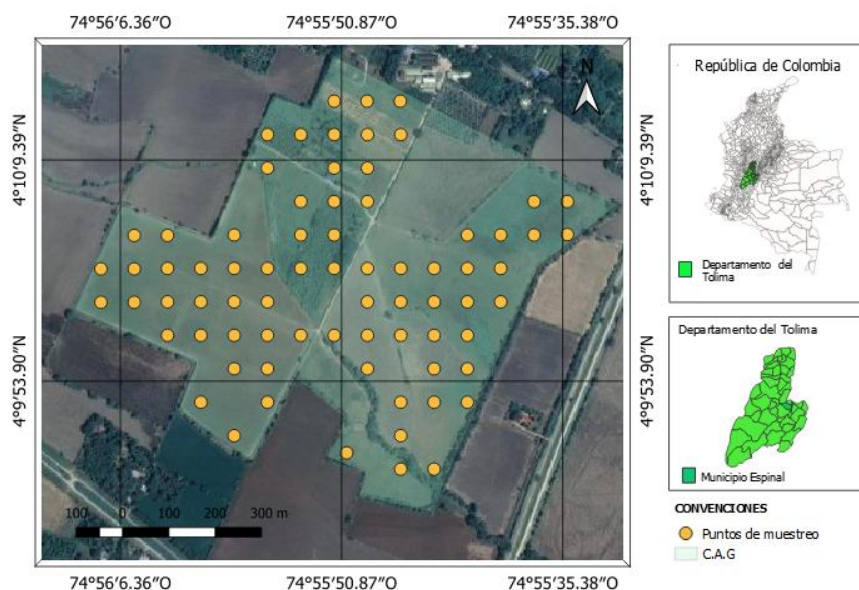 74°56′6.36″O 74°55′50.87″O 74°55′35.38″O
4°10′9.39″N
4°10′9.39″N
4°9′53.90″N
4°9′53.90″N
N
100 0 100 200 300 m
74°56′6.36″O 74°55′50.87″O 74°55′35.38″O
República de Colombia
Departamento del
Tolima
Departamento del Tolima
Municipio Espinal
CONVENCIONES
Puntos de muestreo
C.A.G